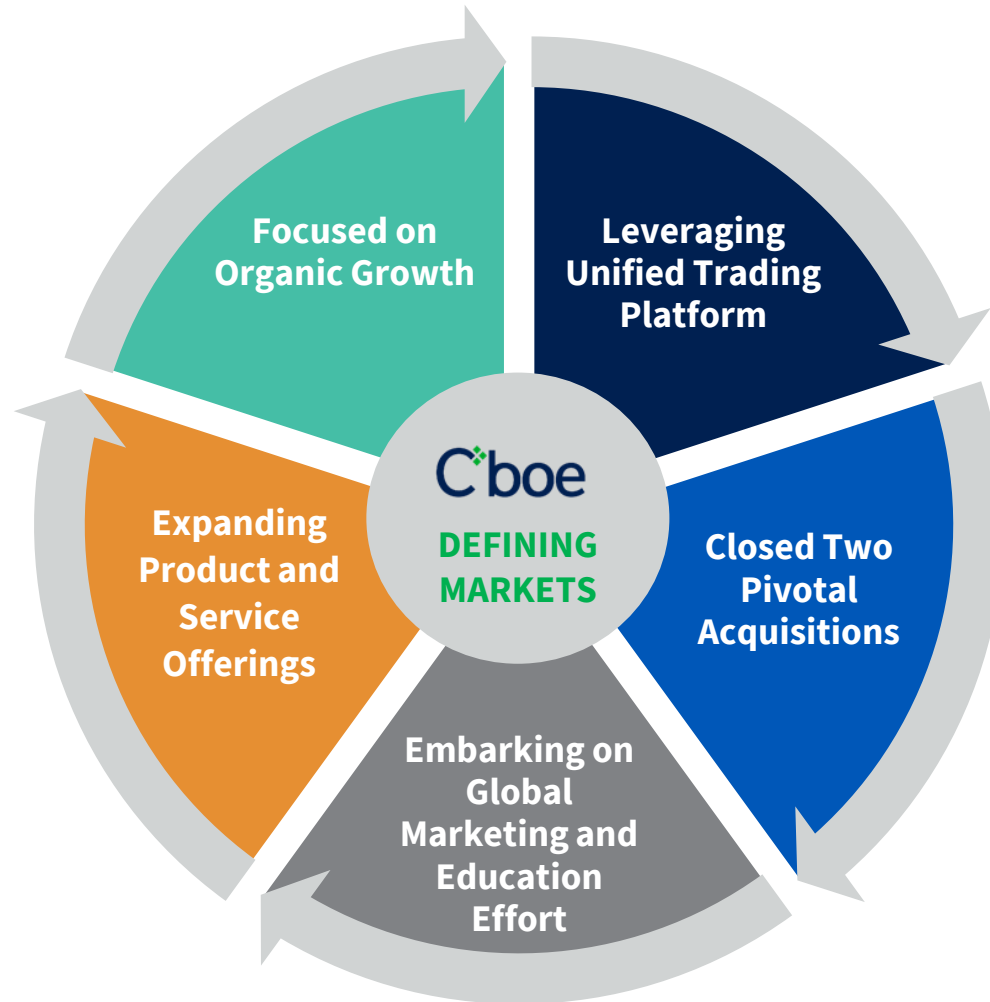 Focused on
Organic Growth
Leveraging
Unified Trading
Platform
Closed Two
Pivotal
Acquisitions
Embarking on
Global
Marketing and
Education
Effort
Expanding
Product and
Service
Offerings
Cboe
DEFINING
MARKETS